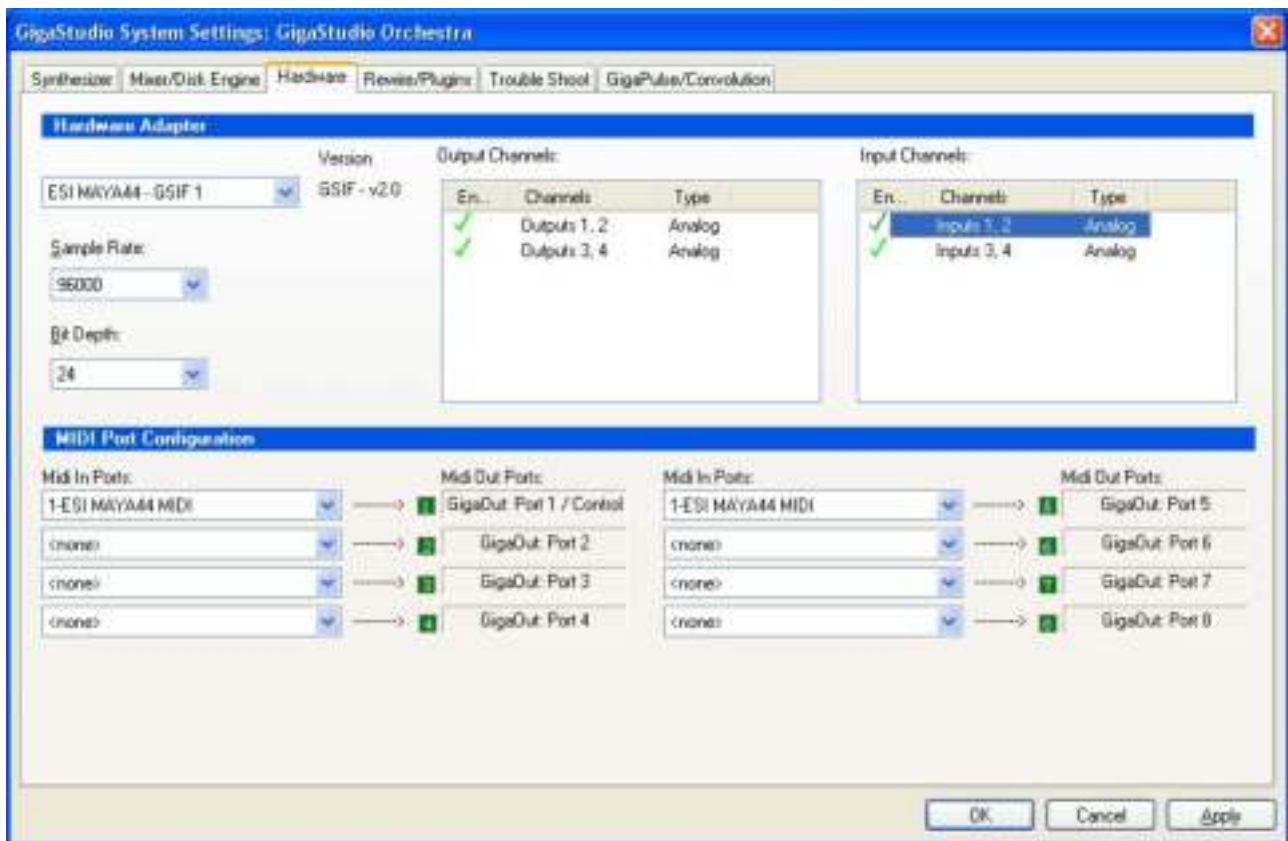 GigaStudio System Settings: GigaStudio Orchestra
Synthesizer Mixer/Disk Engine Hardware Rewire/Plugins Trouble Shoot GigaPulse/Convolution
Hardware Adapter
Version Output Channels: Input Channels:
ESI MAYA44 - GSIF 1 GSIF - v2.0
En... Channels Type En... Channels Type
Outputs 1, 2 Analog Inputs 1, 2 Analog
Outputs 3, 4 Analog Inputs 3, 4 Analog
Sample Rate:
96000
Bit Depth:
24
MIDI Port Configuration
Midi In Ports: Midi Out Ports: Midi In Ports: Midi Out Ports:
1-ESI MAYA44 MIDI 1 GigaOut: Port 1 / Control 1-ESI MAYA44 MIDI 5 GigaOut: Port 5
<none> 2 GigaOut: Port 2 <none> 6 GigaOut: Port 6
<none> 3 GigaOut: Port 3 <none> 7 GigaOut: Port 7
<none> 4 GigaOut: Port 4 <none> 8 GigaOut: Port 8
OK Cancel Apply